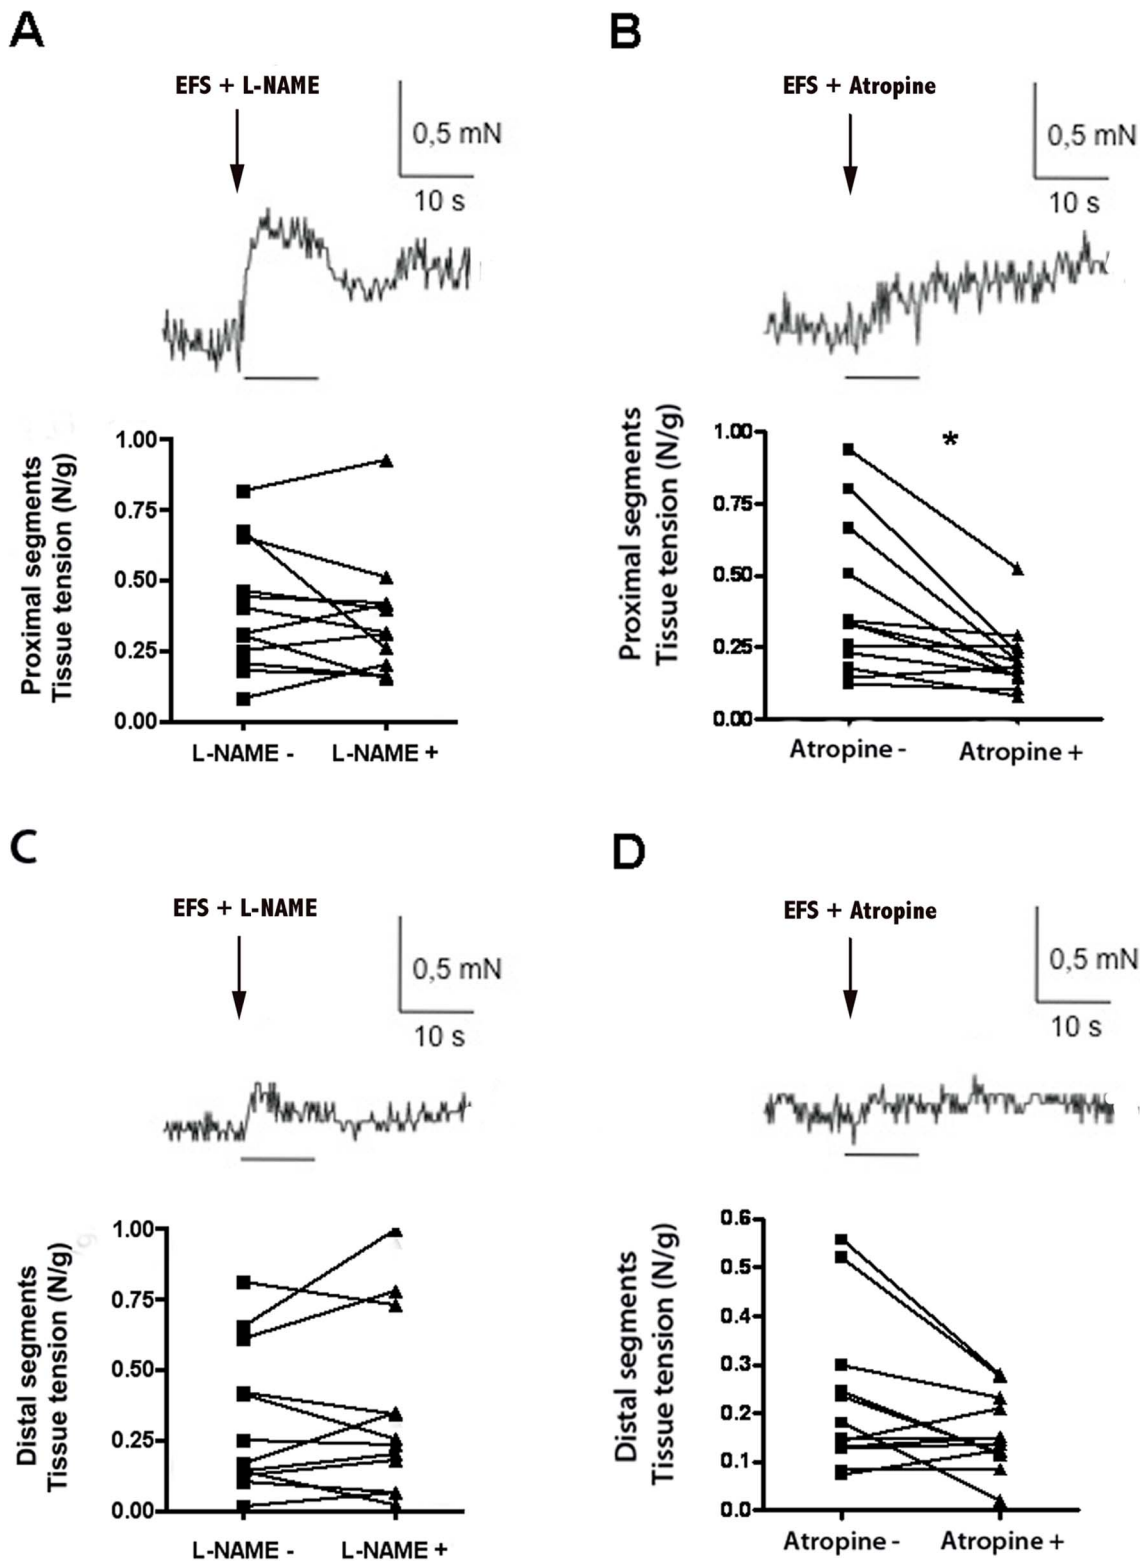 A
EFS + L-NAME
0,5 mN
10 s
Proximal segments
Tissue tension (N/g)
1.00
0.75
0.50
0.25
0.00
L-NAME -
L-NAME +
B
EFS + Atropine
0,5 mN
10 s
Proximal segments
Tissue tension (N/g)
1.00
0.75
0.50
0.25
0.00
*
Atropine -
Atropine +
C
EFS + L-NAME
0,5 mN
10 s
Distal segments
Tissue tension (N/g)
1.00
0.75
0.50
0.25
0.00
L-NAME -
L-NAME +
D
EFS + Atropine
0,5 mN
10 s
Distal segments
Tissue tension (N/g)
0.6
0.5
0.4
0.3
0.2
0.1
0.0
Atropine -
Atropine +